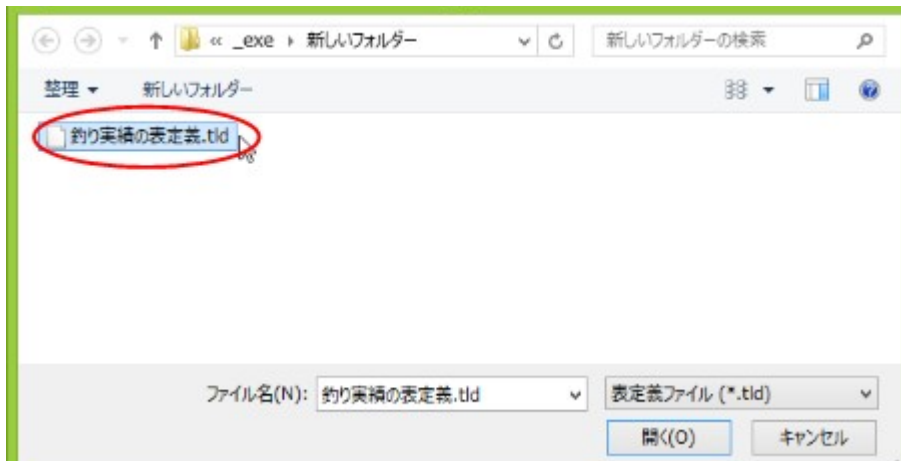 « _exe 新しいフォルダー 新しいフォルダーの検索
整理 新しいフォルダー
釣り実績の表定義.tld
ファイル名(N): 釣り実績の表定義.tld 表定義ファイル (*.tld)
開く(O) キャンセル